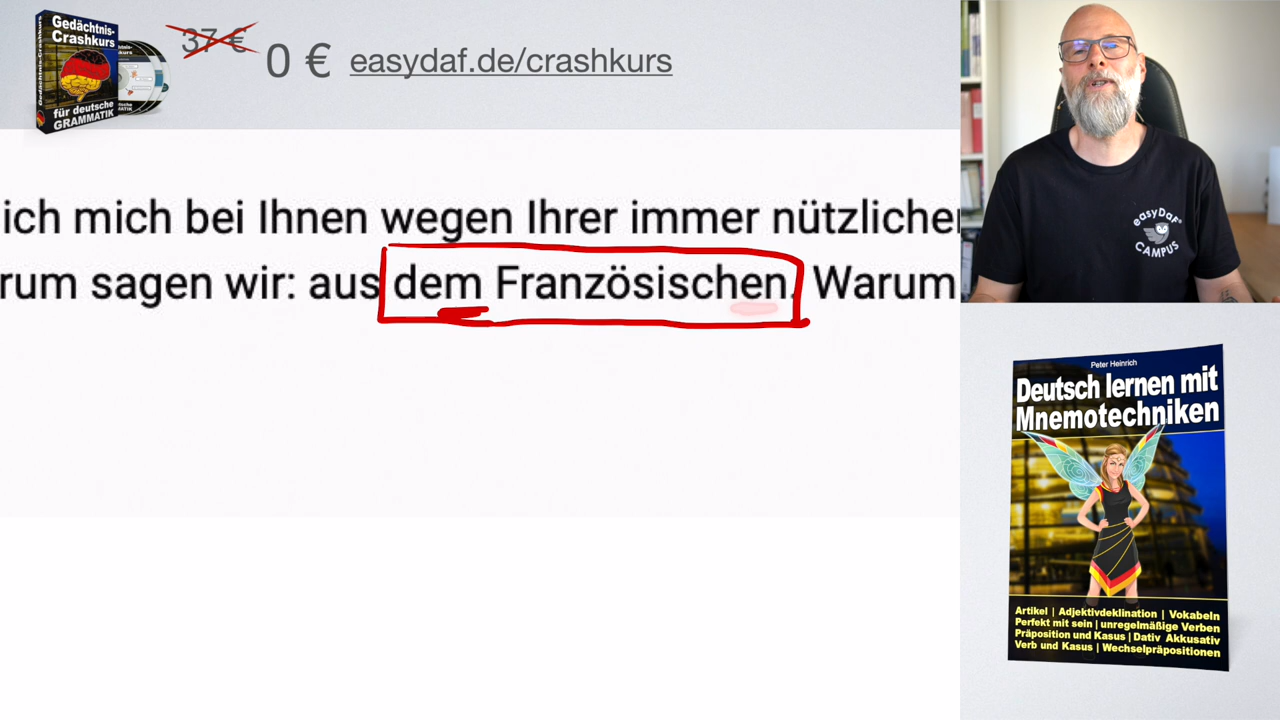 Gedächtnis-
Crashkurs
für deutsche
GRAMMATIK
37 €
0 € easydaf.de/crashkurs
ich mich bei Ihnen wegen Ihrer immer nützlichen
rum sagen wir: aus dem Französischen. Warum
easyDaF®
CAMPUS
Peter Heinrich
Deutsch lernen mit
Mnemotechniken
Artikel | Adjektivdeklination | Vokabeln
Perfekt mit sein | unregelmäßige Verben
Präposition und Kasus | Dativ Akkusativ
Verb und Kasus | Wechselpräpositionen